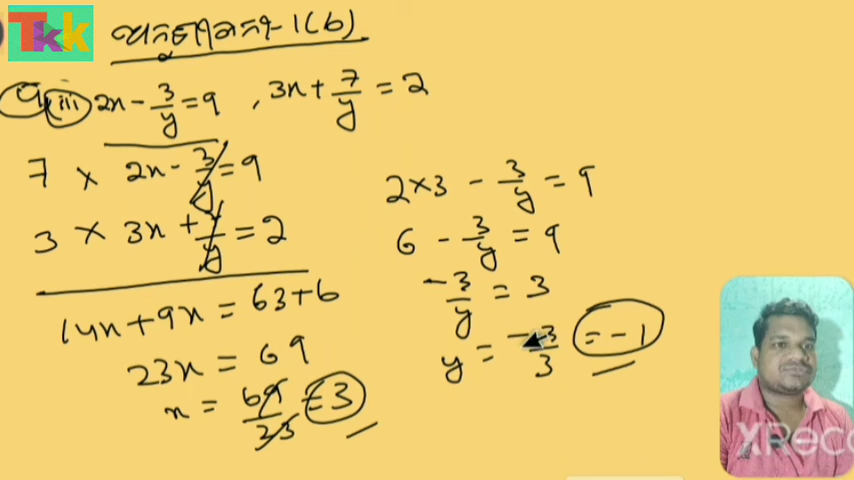 Tkk
ଅନୁଶୀଳନୀ-1(b)
9, iii 2x - 3/y = 9 , 3x + 7/y = 2
7 × 2x - 3/y = 9
3 × 3x + 7/y = 2
14x + 9x = 63 + 6
23x = 69
x = 69/23 = 3
2×3 - 3/y = 9
6 - 3/y = 9
-3/y = 3
y = -3/3 = -1
XRec